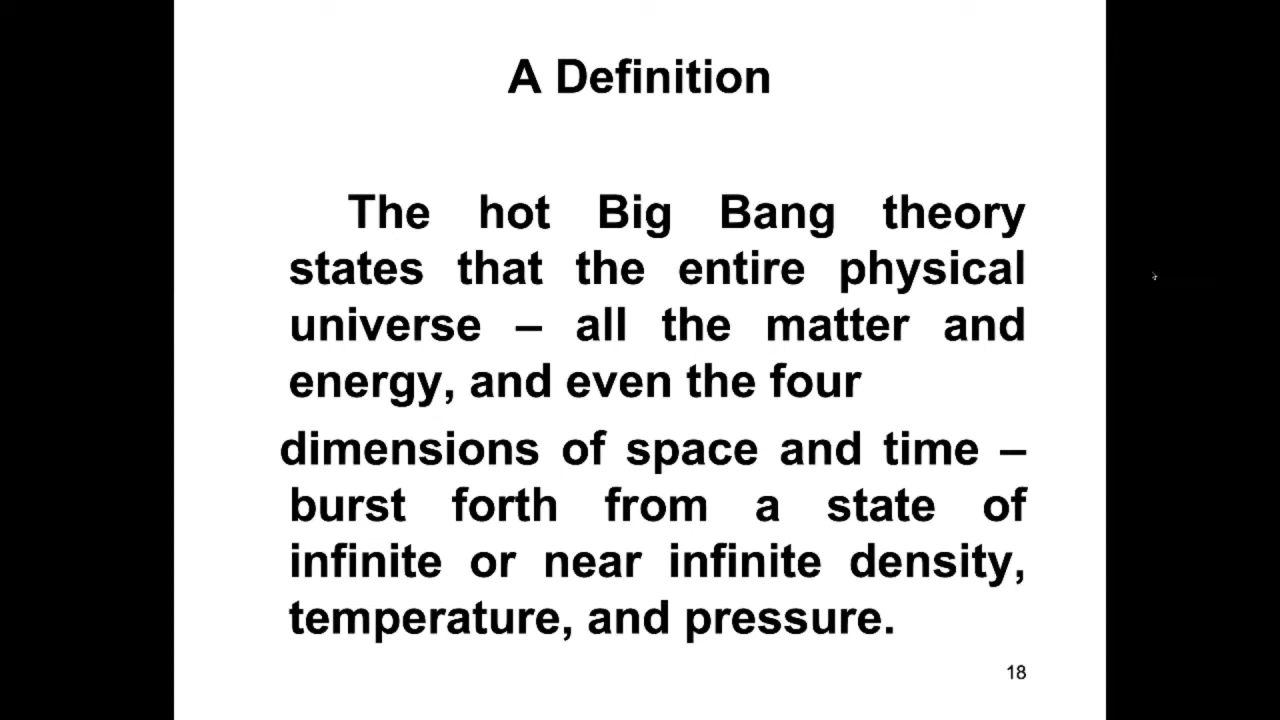 A Definition
The hot Big Bang theory
states that the entire physical
universe – all the matter and
energy, and even the four
dimensions of space and time –
burst forth from a state of
infinite or near infinite density,
temperature, and pressure.
18